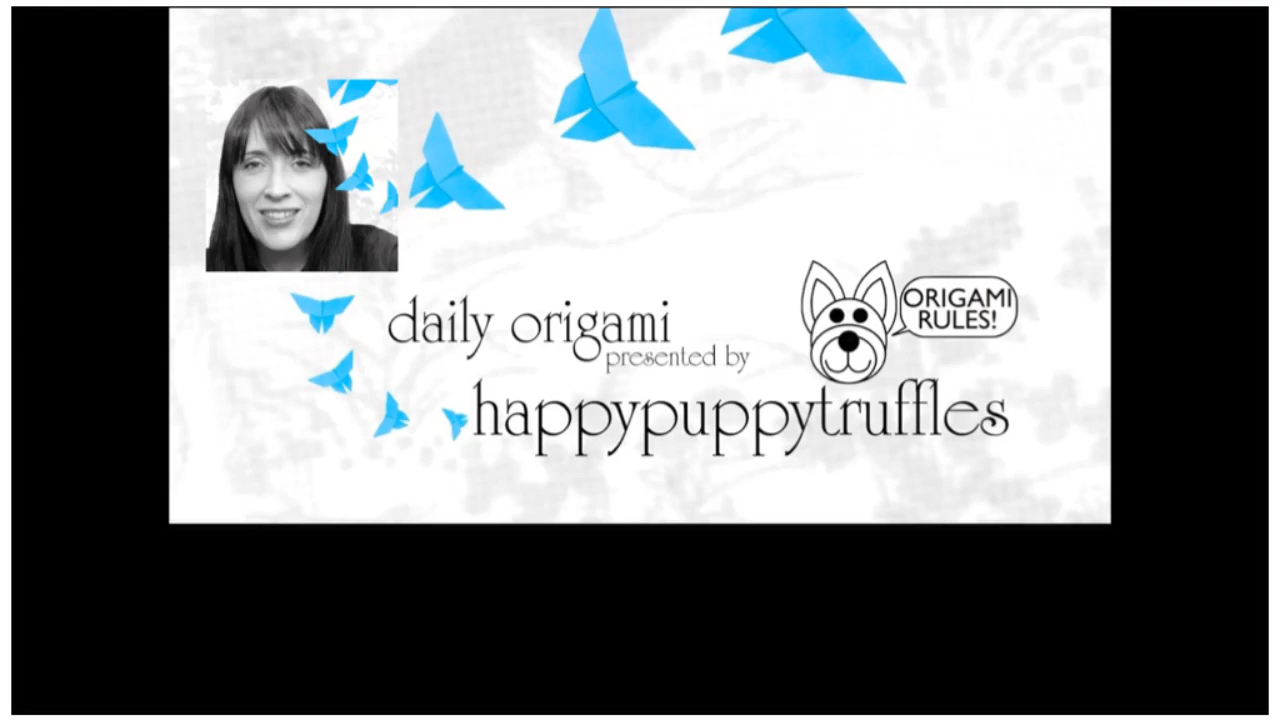 daily origami
presented by
happypuppytruffles
ORIGAMI
RULES!